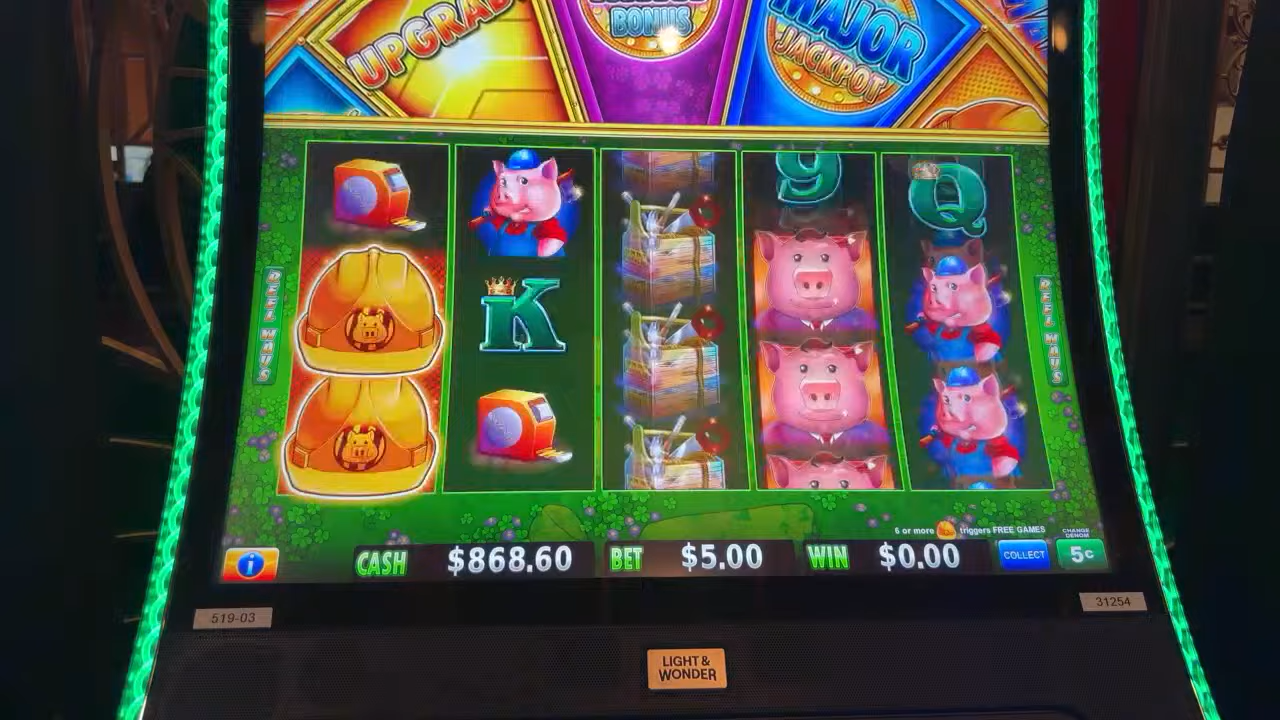 UPGRADE
BONUS
MAJOR
JACKPOT
9
Q
K
REEL WAYS
REEL WAYS
6 or more triggers FREE GAMES
CHANGE DENOM
i
CASH $868.60 BET $5.00 WIN $0.00 COLLECT 5¢
519-03
31254
LIGHT &
WONDER